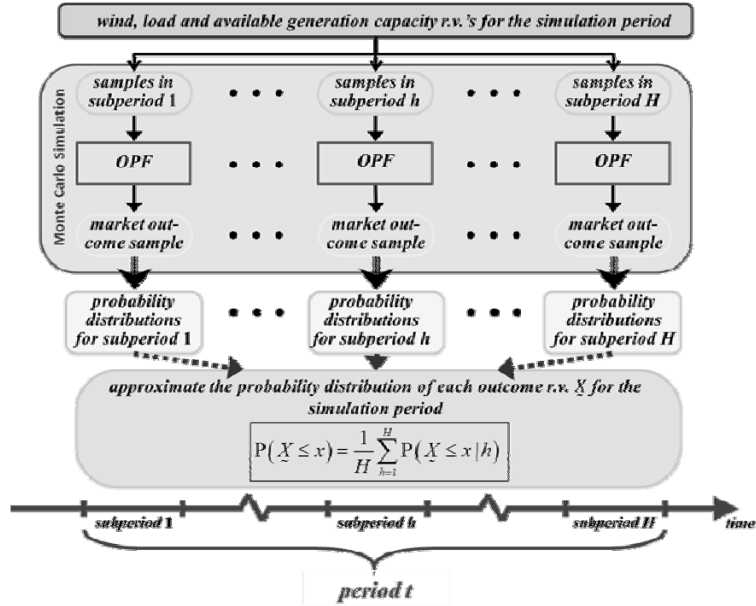 wind, load and available generation capacity r.v.'s for the simulation period
Monte Carlo Simulation
samples in
subperiod 1
samples in
subperiod h
samples in
subperiod H
OPF
OPF
OPF
market out-
come sample
market out-
come sample
market out-
come sample
probability
distributions
for subperiod 1
probability
distributions
for subperiod h
probability
distributions
for subperiod H
approximate the probability distribution of each outcome r.v. X̰ for the
simulation period
P(X̰ ≤ x) = 1/H ∑_{h=1}^{H} P(X̰ ≤ x | h)
subperiod 1
subperiod h
subperiod H
time
period t